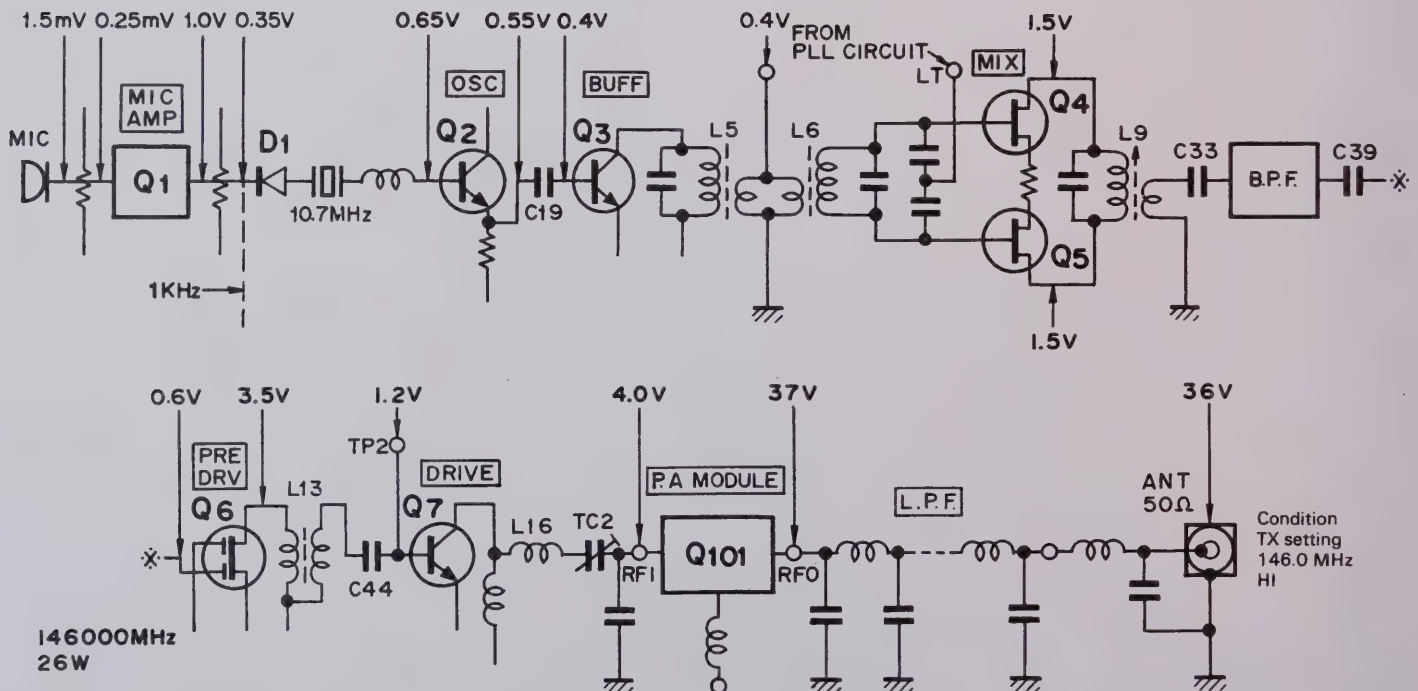 1.5mV 0.25mV 1.0V 0.35V 0.65V 0.55V 0.4V 0.4V FROM PLL CIRCUIT 1.5V
LT MIX
OSC BUFF
MIC AMP
MIC D1 Q2 Q3 L5 L6 Q4 L9 C33 C39
Q1 B.P.F. ※
10.7MHz C19 Q5
1KHz
1.5V
0.6V 3.5V 1.2V 4.0V 37V 36V
PRE DRV TP2 DRIVE P.A MODULE ANT 50Ω
Q6 L13 Q7 L16 TC2 L.P.F.
Condition
TX setting
146.0 MHz
HI
※ C44 RFI Q101 RFO
146000MHz
26W